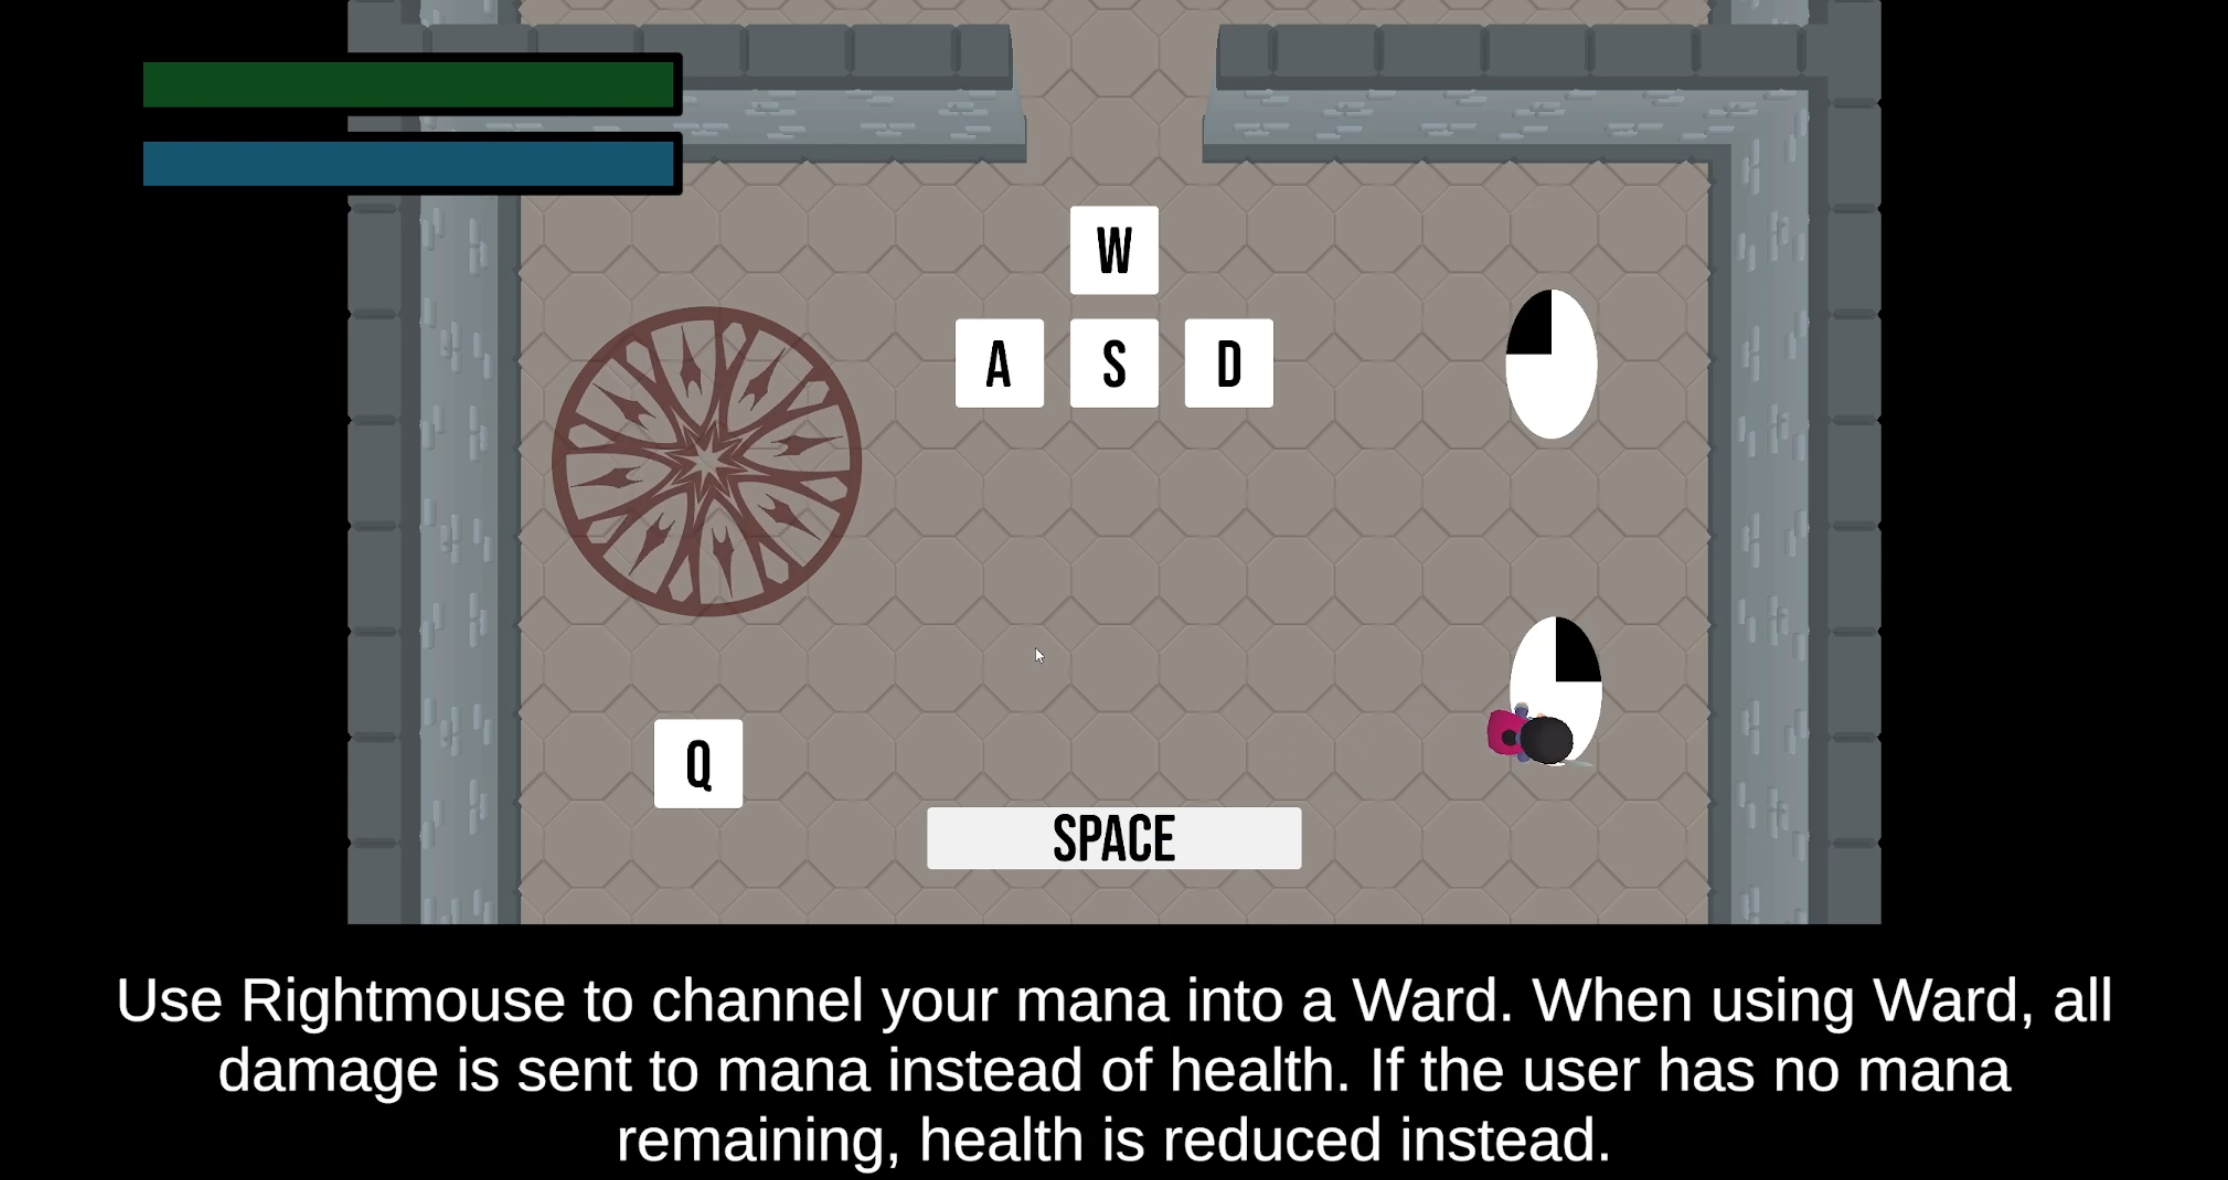 W
A S D
Q
SPACE
Use Rightmouse to channel your mana into a Ward. When using Ward, all
damage is sent to mana instead of health. If the user has no mana
remaining, health is reduced instead.